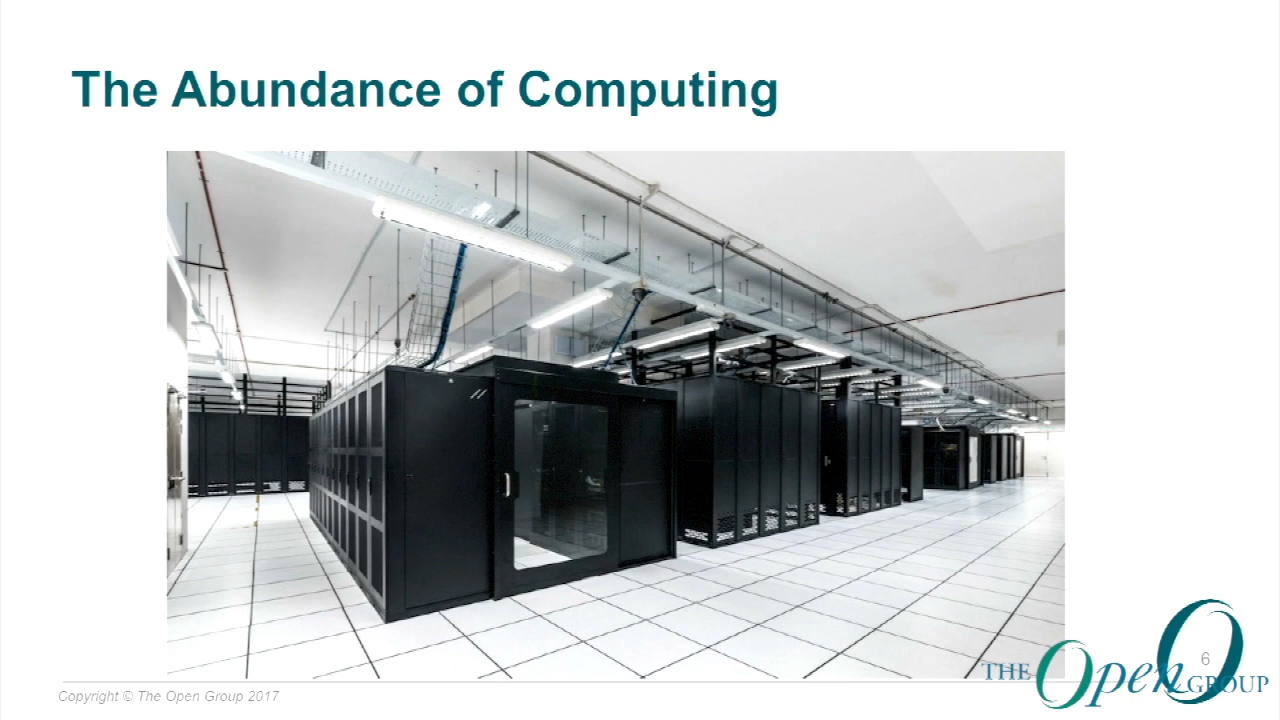 The Abundance of Computing
6
THE Open GROUP
Copyright © The Open Group 2017